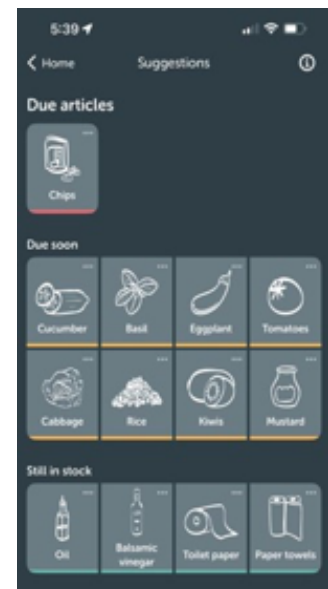 5:39
Home
Suggestions
Due articles
Chips
Due soon
Cucumber
Basil
Eggplant
Tomatoes
Cabbage
Rice
Kiwis
Mustard
Still in stock
Oil
Balsamic
vinegar
Toilet paper
Paper towels